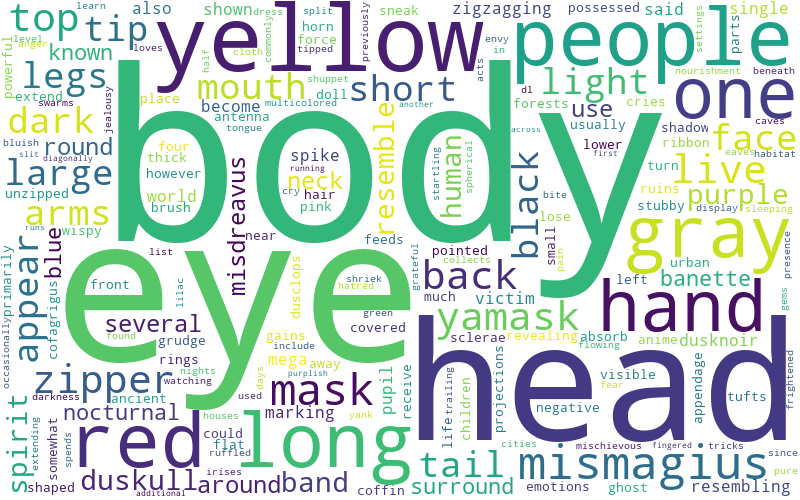 learn
split
sneak
zigzagging
single
top
tip
also
shown
dress
horn
force
tipped
commonly
half
cloth
previously
yellow
people
possessed
said
parts
settings
anger
(level
powerful
known
loves
doll
extend
place
become
shuppet
multicolored
another
mouth
short
envy
in
acts
light
forests
usually
cries
nourishment
beneath
one
legs
swarms
jealousy
antenna
tongue
dl
across
first
shadow
caves
dark
bluish
slit
diagonally
round
four
thick
however
misdreavus
spike
running
hair
cry
pink
neck
resemble
human
startling
spherical
black
use
lower
ribbon
eaves
habitat
face
large
unzipped
world
brush
body
bite
lose
turn
ruins
stubby
display
live
sleeping
purple
arms
wispy
near
list
feeds
pointed
collects
grateful
small
pain
gray
presence
runs
appear
blue
occasionally
primarily
cofagrigus
front
eye
lilac
dusclops
shriek
hatred
green
covered
back
much
victim
left
urban
banette
gems
several
found
grudge
rings
watching
gains
include
mega
away
yamask
sclerae
revealing
flowing
anime
absorb
hand
dusknoir
frightened
zipper
darkness
nights
ancient
purplish
days
used
mask
pupil
receive
life
trailing
children
projections
negative
fear
visible
appendage
head
tufts
spirit
nocturnal
houses
could
flat
marking
yank
extending
somewhat
spends
red
ruffled
irises
long
cities
mischievous
fingered
tricks
since
shaped
duskull
additional
around
band
coffin
tail
surround
emotions
ghost
mismagius
resembling
pure